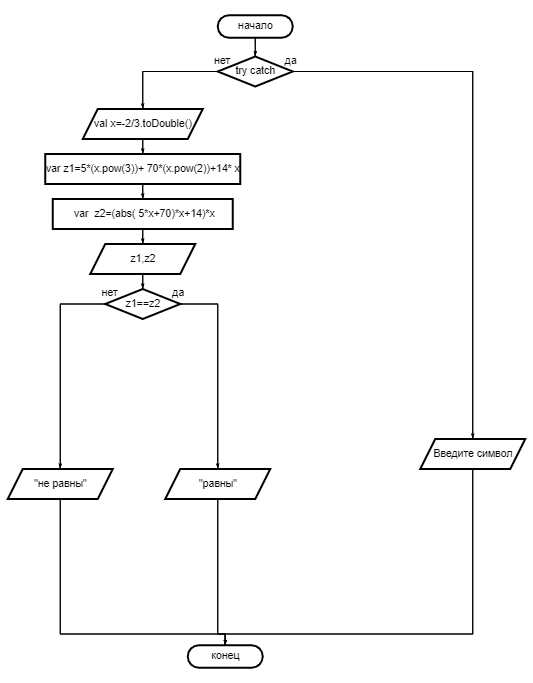 начало
нет
да
try catch
val x=-2/3.toDouble()
var z1=5*(x.pow(3))+ 70*(x.pow(2))+14* x
var z2=(abs( 5*x+70)*x+14)*x
z1,z2
нет
да
z1==z2
Введите символ
"не равны"
"равны"
конец